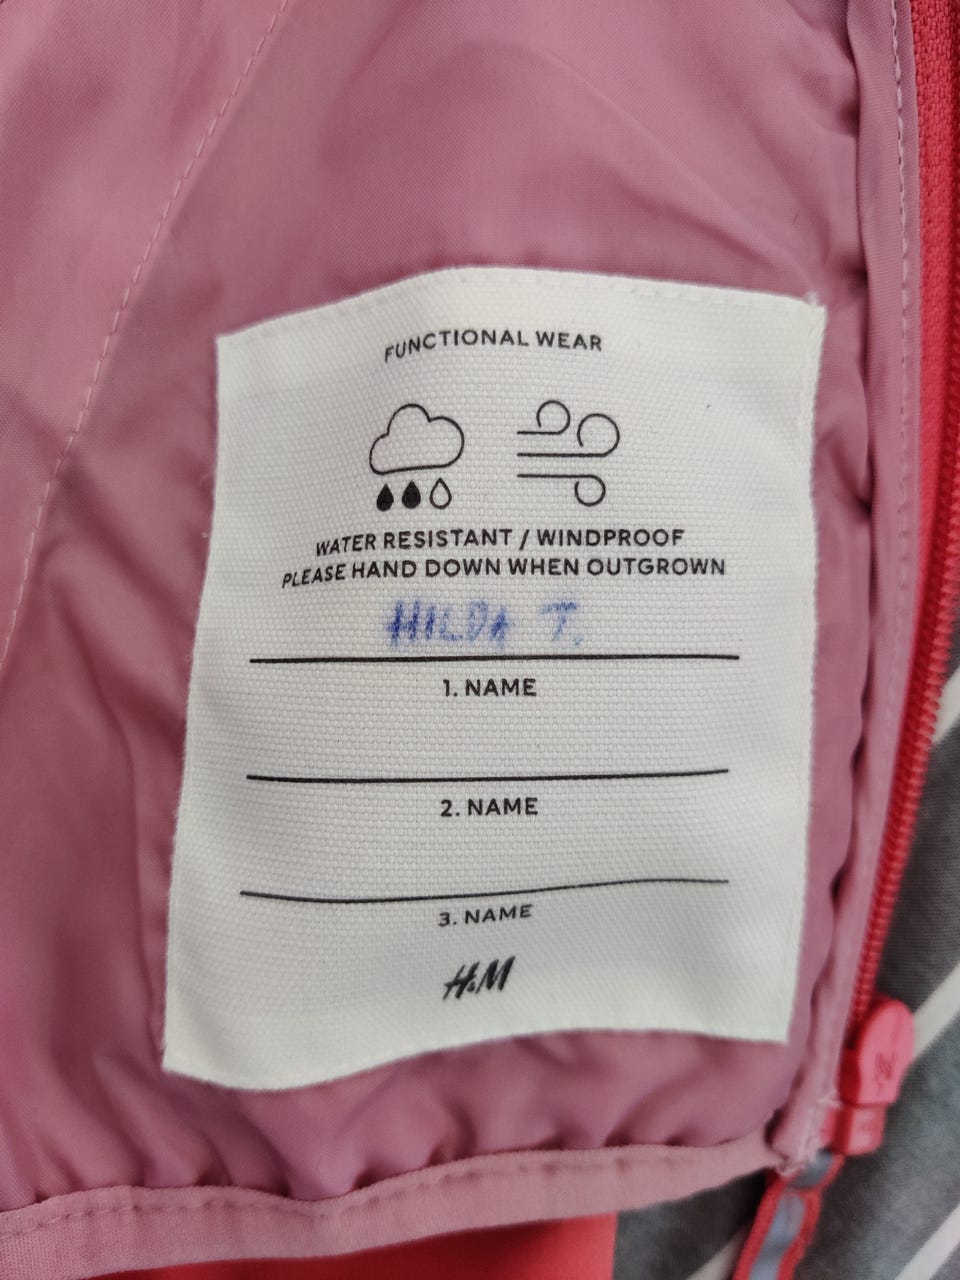 FUNCTIONAL WEAR
WATER RESISTANT / WINDPROOF
PLEASE HAND DOWN WHEN OUTGROWN
HILDA T.
1. NAME
2. NAME
3. NAME
H&M